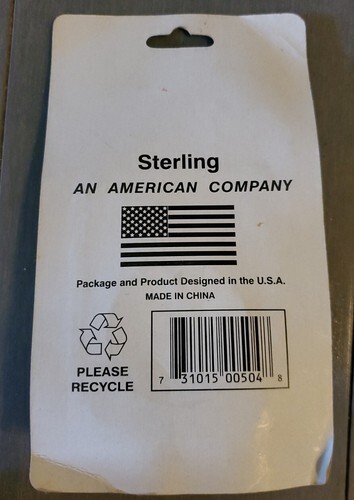 Sterling
AN AMERICAN COMPANY
Package and Product Designed in the U.S.A.
MADE IN CHINA
PLEASE
RECYCLE
7 31015 00504 8